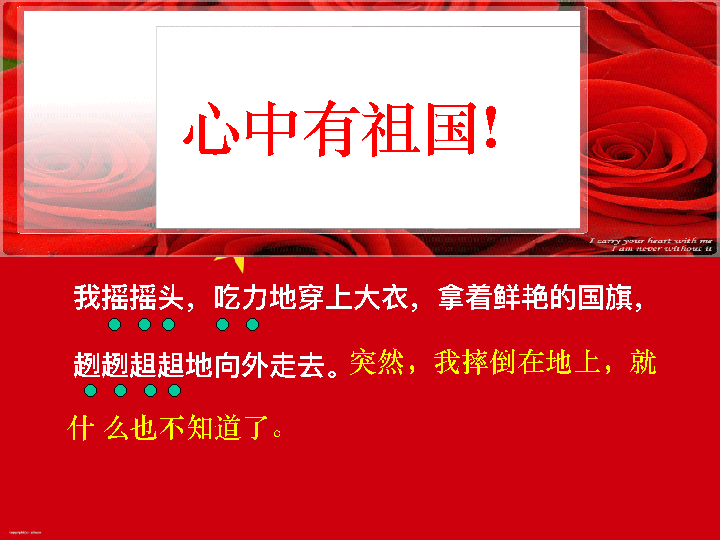 心中有祖国!
I carry your heart with me
I am never without it
我摇摇头，吃力地穿上大衣，拿着鲜艳的国旗，
趔趔趄趄地向外走去。突然，我摔倒在地上，就
什 么也不知道了。